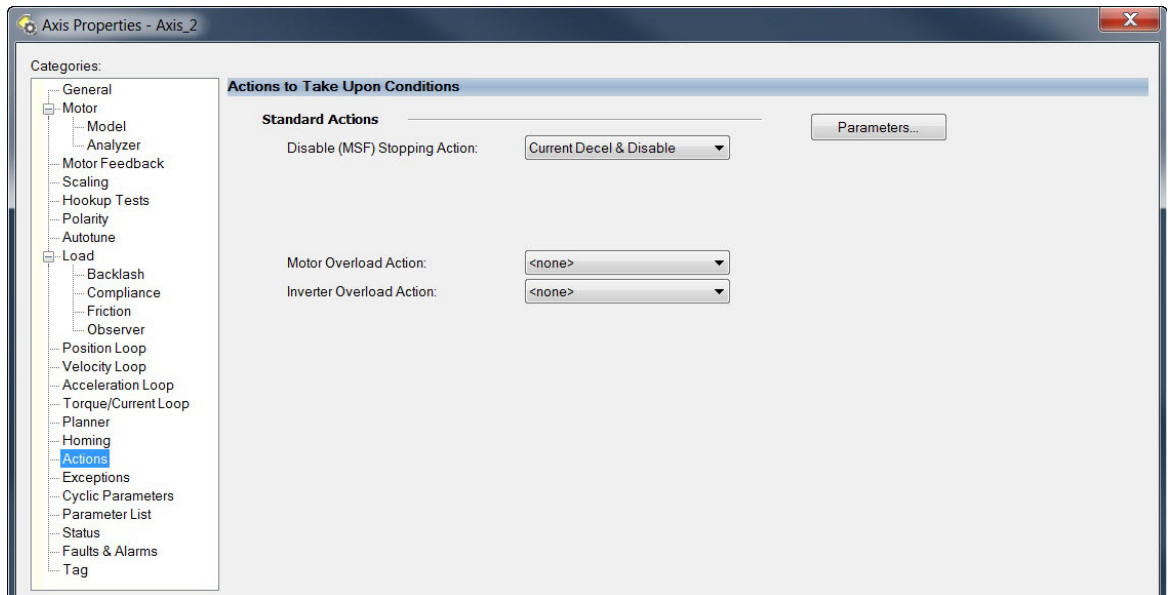 Axis Properties - Axis_2
X
Categories:
General
Motor
Model
Analyzer
Motor Feedback
Scaling
Hookup Tests
Polarity
Autotune
Load
Backlash
Compliance
Friction
Observer
Position Loop
Velocity Loop
Acceleration Loop
Torque/Current Loop
Planner
Homing
Actions
Exceptions
Cyclic Parameters
Parameter List
Status
Faults & Alarms
Tag
Actions to Take Upon Conditions
Standard Actions
Parameters...
Disable (MSF) Stopping Action: Current Decel & Disable
Motor Overload Action: <none>
Inverter Overload Action: <none>